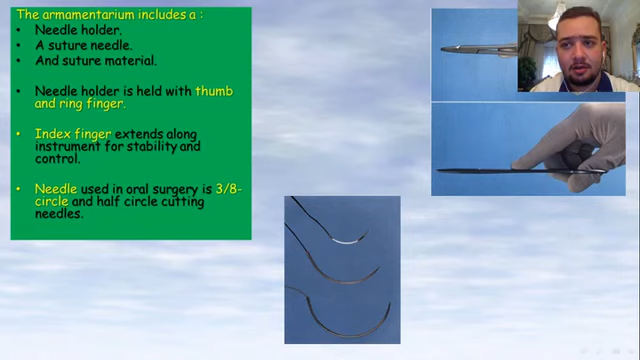 The armamentarium includes a :
• Needle holder.
• A suture needle.
• And suture material.
• Needle holder is held with thumb
and ring finger.
• Index finger extends along
instrument for stability and
control.
• Needle used in oral surgery is 3/8-
circle and half circle cutting
needles.